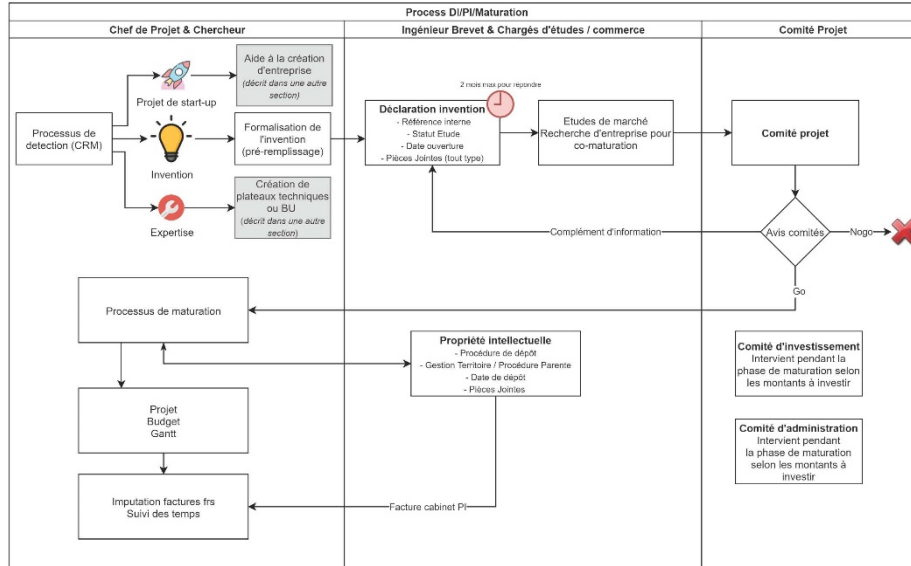 Process DI/PI/Maturation
Chef de Projet & Chercheur
Ingénieur Brevet & Chargés d'études / commerce
Comité Projet
Processus de
detection (CRM)
Projet de start-up
Aide à la création
d'entreprise
(décrit dans une autre
section)
Invention
Formalisation de
l'invention
(pré-remplissage)
Expertise
Création de
plateaux techniques
ou BU
(décrit dans une autre
section)
2 mois max pour répondre
Déclaration invention
- Référence interne
- Statut Etude
- Date ouverture
- Pièces Jointes (tout type)
Etudes de marché
Recherche d'entreprise pour
co-maturation
Comité projet
Avis comités
Nogo
Complément d'information
Go
Processus de maturation
Propriété intellectuelle
- Procédure de dépôt
- Gestion Territoire / Procédure Parente
- Date de dépôt
- Pièces Jointes
Comité d'investissement
Intervient pendant la
phase de maturation selon
les montants à investir
Projet
Budget
Gantt
Comité d'administration
Intervient pendant
la phase de maturation
selon les montants à
investir
Imputation factures frs
Suivi des temps
Facture cabinet PI